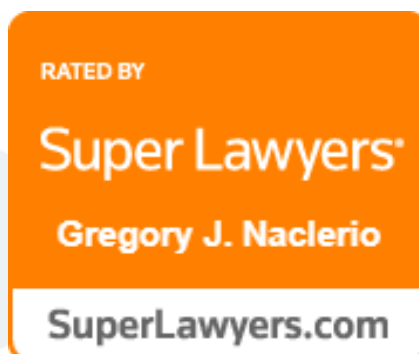 RATED BY
Super Lawyers®
Gregory J. Naclerio
SuperLawyers.com